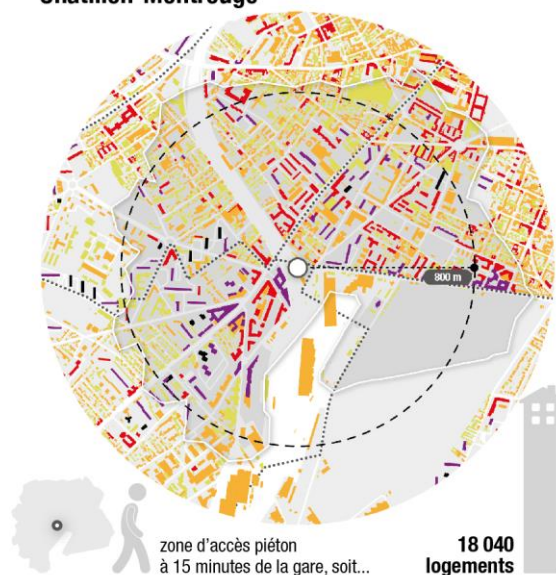 Châtillon-Montrouge
800 m
zone d'accès piéton
à 15 minutes de la gare, soit...
18 040
logements